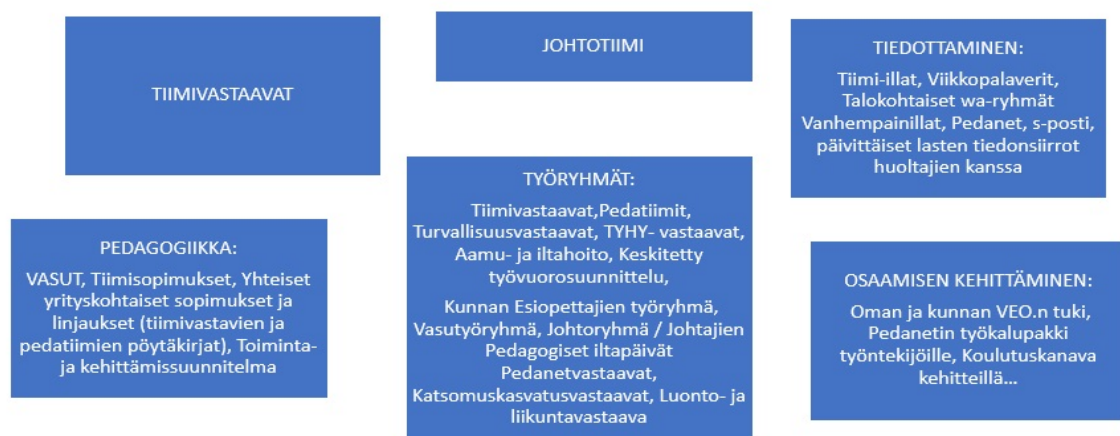 TIIMIVASTAAVAT
JOHTOTIIMI
TIEDOTTAMINEN:
Tiimi-illat, Viikkopalaverit,
Talokohtaiset wa-ryhmät
Vanhempainillat, Pedanet, s-posti,
päivittäiset lasten tiedonsiirrot
huoltajien kanssa
PEDAGOGIIKKA:
VASUT, Tiimisopimukset, Yhteiset
yrityskohtaiset sopimukset ja
linjaukset (tiimivastavien ja
pedatiimien pöytäkirjat), Toiminta-
ja kehittämissuunnitelma
TYÖRYHMÄT:
Tiimivastaavat,Pedatiimit,
Turvallisuusvastaavat, TYHY- vastaavat,
Aamu- ja iltahoito, Keskitetty
työvuorosuunnittelu,
Kunnan Esiopettajien työryhmä,
Vasutyöryhmä, Johtoryhmä / Johtajien
Pedagogiset iltapäivät
Pedanetvastaavat,
Katsomuskasvatusvastaavat, Luonto- ja
liikuntavastaava
OSAAMISEN KEHITTÄMINEN:
Oman ja kunnan VEO.n tuki,
Pedanetin työkalupakki
työntekijöille, Koulutuskanava
kehitteillä...